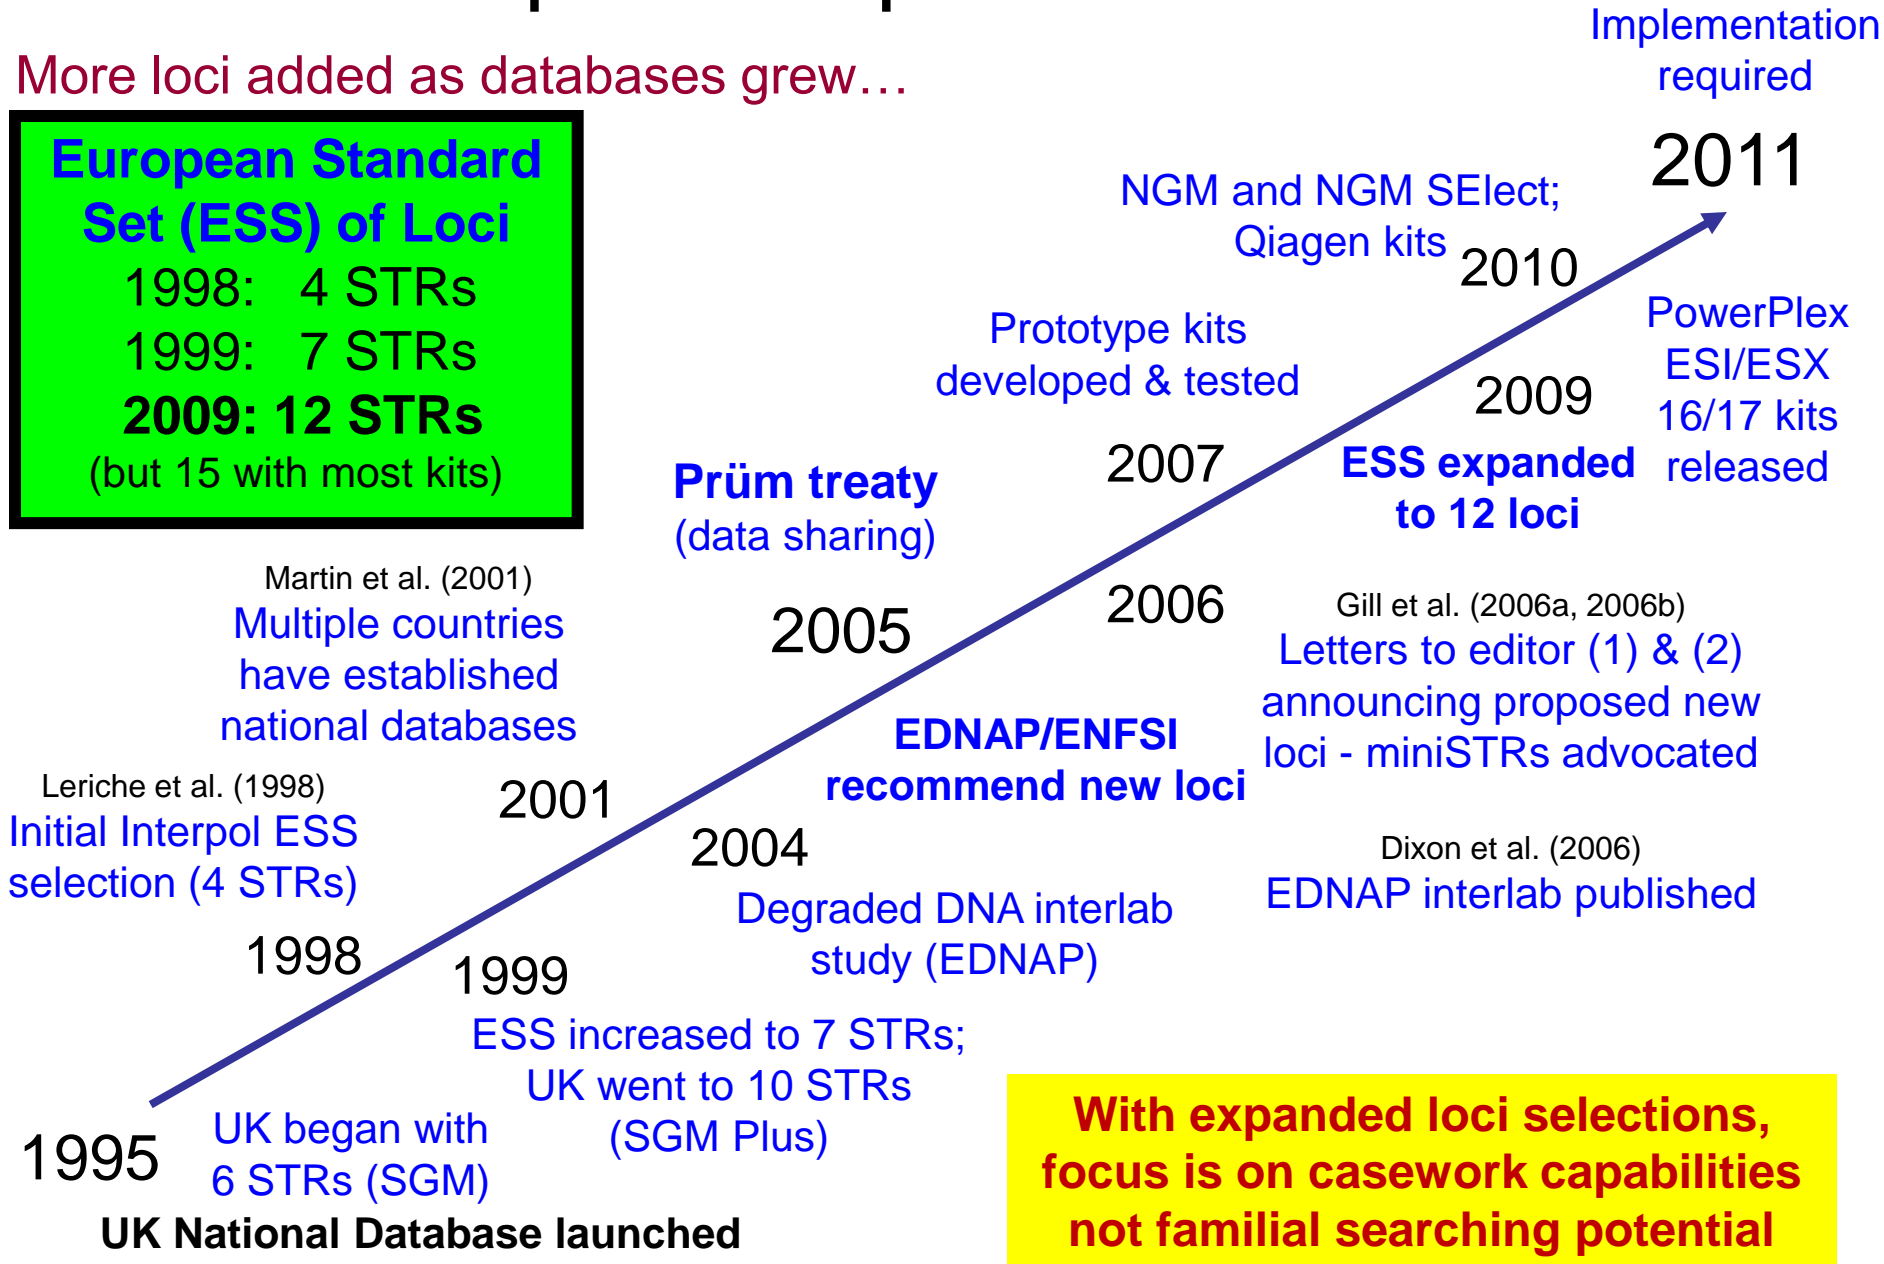 More loci added as databases grew…
European Standard
Set (ESS) of Loci
1998: 4 STRs
1999: 7 STRs
2009: 12 STRs
(but 15 with most kits)
Implementation
required
2011
NGM and NGM SElect;
Qiagen kits
2010
PowerPlex
ESI/ESX
16/17 kits
released
Prototype kits
developed & tested
2009
ESS expanded
to 12 loci
2007
Prüm treaty
(data sharing)
2005
2006
Gill et al. (2006a, 2006b)
Letters to editor (1) & (2)
announcing proposed new
loci - miniSTRs advocated
Martin et al. (2001)
Multiple countries
have established
national databases
2001
EDNAP/ENFSI
recommend new loci
Dixon et al. (2006)
EDNAP interlab published
2004
Degraded DNA interlab
study (EDNAP)
Leriche et al. (1998)
Initial Interpol ESS
selection (4 STRs)
1998
1999
ESS increased to 7 STRs;
UK went to 10 STRs
(SGM Plus)
1995
UK began with
6 STRs (SGM)
UK National Database launched
With expanded loci selections,
focus is on casework capabilities
not familial searching potential